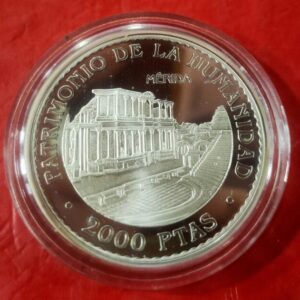 · PATRIMONIO DE LA HUMANIDAD ·
MÉRIDA
2000 PTAS